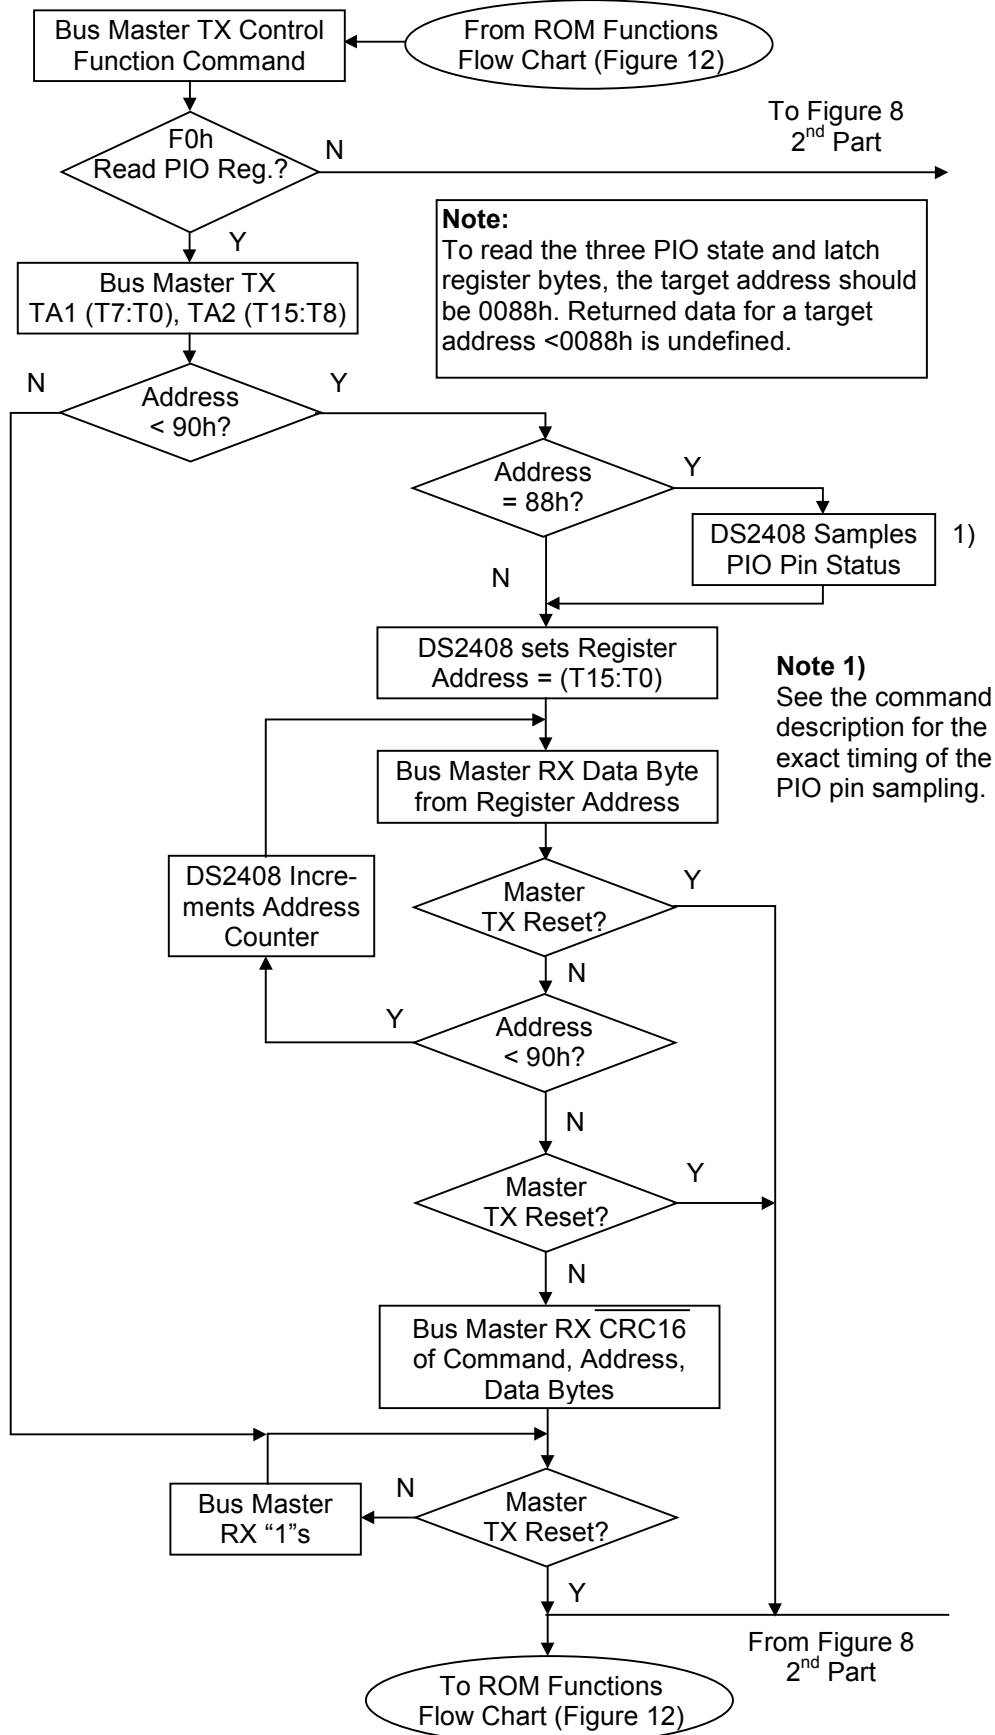 Bus Master TX Control
Function Command
From ROM Functions
Flow Chart (Figure 12)
To Figure 8
2nd Part
F0h
Read PIO Reg.?
N
Y
Note:
To read the three PIO state and latch
register bytes, the target address should
be 0088h. Returned data for a target
address <0088h is undefined.
Bus Master TX
TA1 (T7:T0), TA2 (T15:T8)
N
Address
< 90h?
Y
Address
= 88h?
Y
N
DS2408 Samples
PIO Pin Status
1)
DS2408 sets Register
Address = (T15:T0)
Note 1)
See the command
description for the
exact timing of the
PIO pin sampling.
Bus Master RX Data Byte
from Register Address
DS2408 Incre-
ments Address
Counter
Master
TX Reset?
Y
N
Y
Address
< 90h?
N
Master
TX Reset?
Y
N
Bus Master RX CRC16
of Command, Address,
Data Bytes
Bus Master
RX “1”s
N
Master
TX Reset?
Y
From Figure 8
2nd Part
To ROM Functions
Flow Chart (Figure 12)